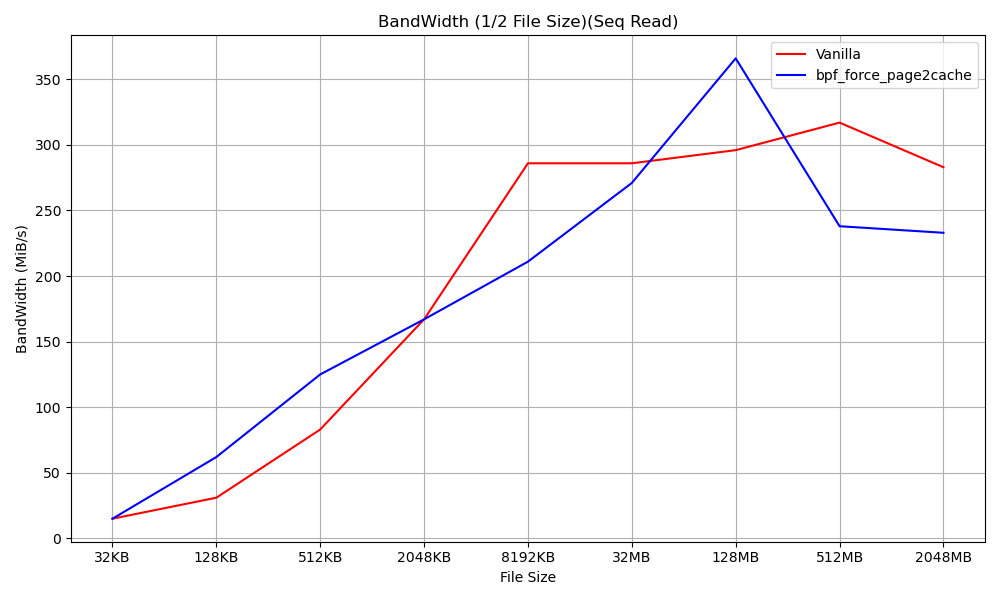 BandWidth (1/2 File Size)(Seq Read)
Vanilla
bpf_force_page2cache
BandWidth (MiB/s)
350
300
250
200
150
100
50
0
32KB 128KB 512KB 2048KB 8192KB 32MB 128MB 512MB 2048MB
File Size